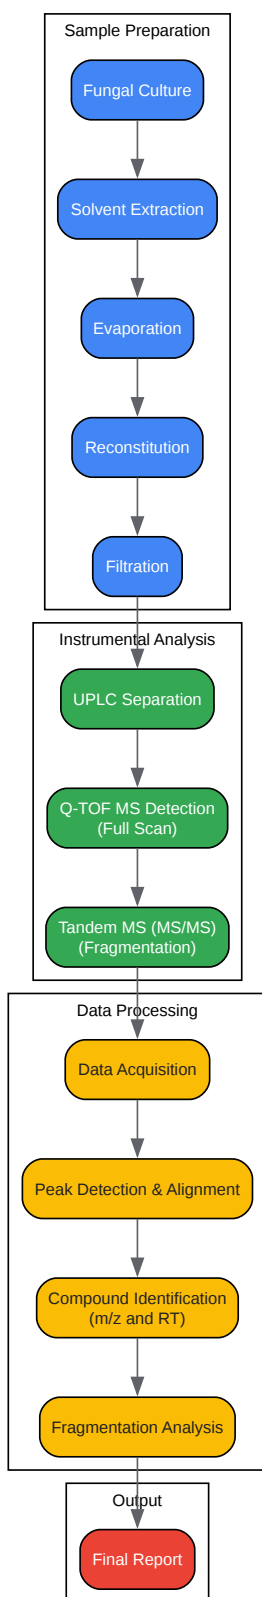 Sample Preparation
Fungal Culture
Solvent Extraction
Evaporation
Reconstitution
Filtration
Instrumental Analysis
UPLC Separation
Q-TOF MS Detection
(Full Scan)
Tandem MS (MS/MS)
(Fragmentation)
Data Processing
Data Acquisition
Peak Detection & Alignment
Compound Identification
(m/z and RT)
Fragmentation Analysis
Output
Final Report